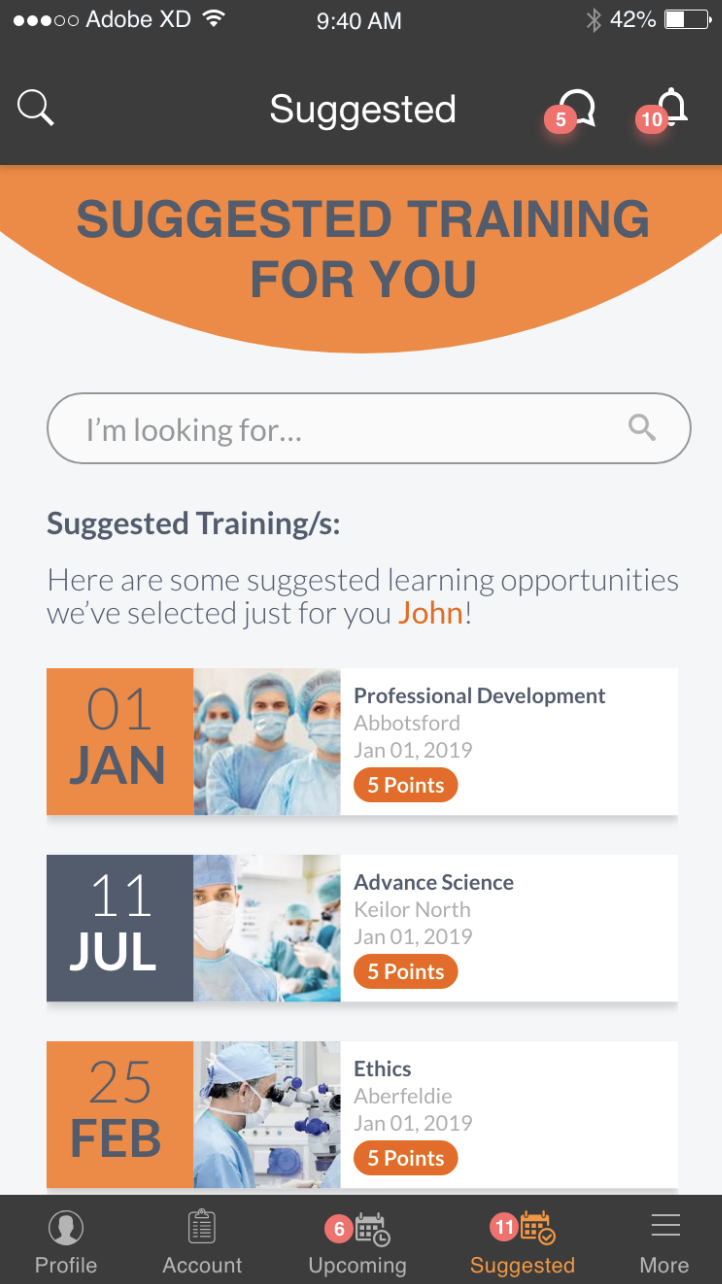 Adobe XD 9:40 AM 42%
Suggested 5 10
SUGGESTED TRAINING
FOR YOU
I'm looking for...
Suggested Training/s:
Here are some suggested learning opportunities
we've selected just for you John!
01
JAN
Professional Development
Abbotsford
Jan 01, 2019
5 Points
11
JUL
Advance Science
Keilor North
Jan 01, 2019
5 Points
25
FEB
Ethics
Aberfeldie
Jan 01, 2019
5 Points
6 11
Profile Account Upcoming Suggested More